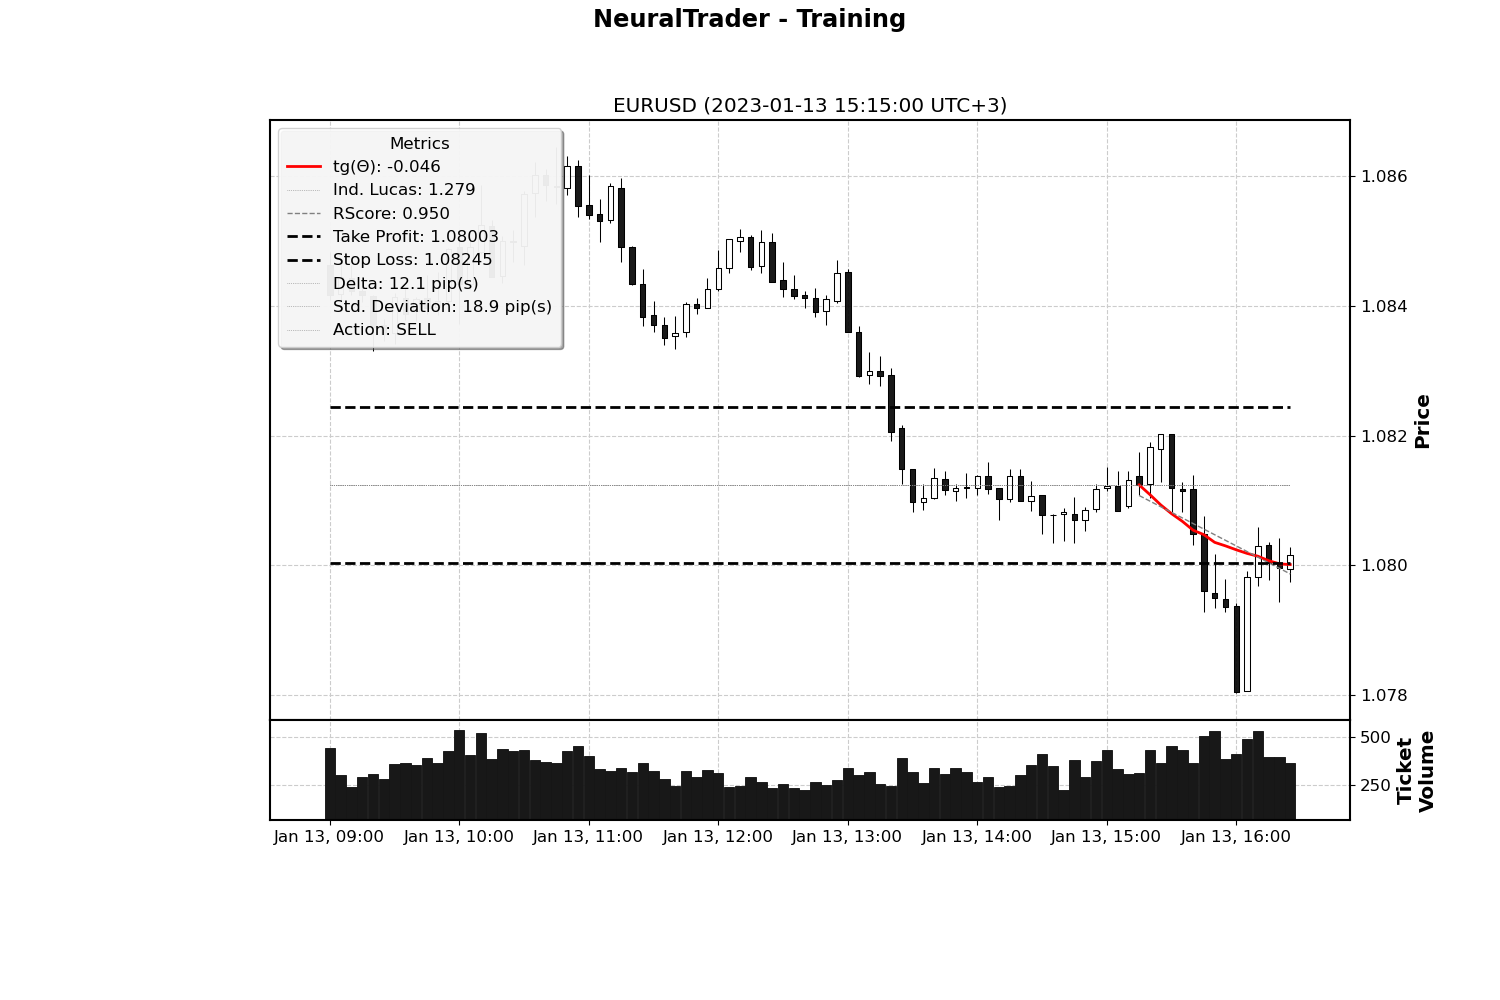 NeuralTrader - Training
EURUSD (2023-01-13 15:15:00 UTC+3)
Metrics
tg(Θ): -0.046
Ind. Lucas: 1.279
RScore: 0.950
Take Profit: 1.08003
Stop Loss: 1.08245
Delta: 12.1 pip(s)
Std. Deviation: 18.9 pip(s)
Action: SELL
1.086
1.084
1.082
1.080
1.078
Price
500
250
Ticket
Volume
Jan 13, 09:00
Jan 13, 10:00
Jan 13, 11:00
Jan 13, 12:00
Jan 13, 13:00
Jan 13, 14:00
Jan 13, 15:00
Jan 13, 16:00